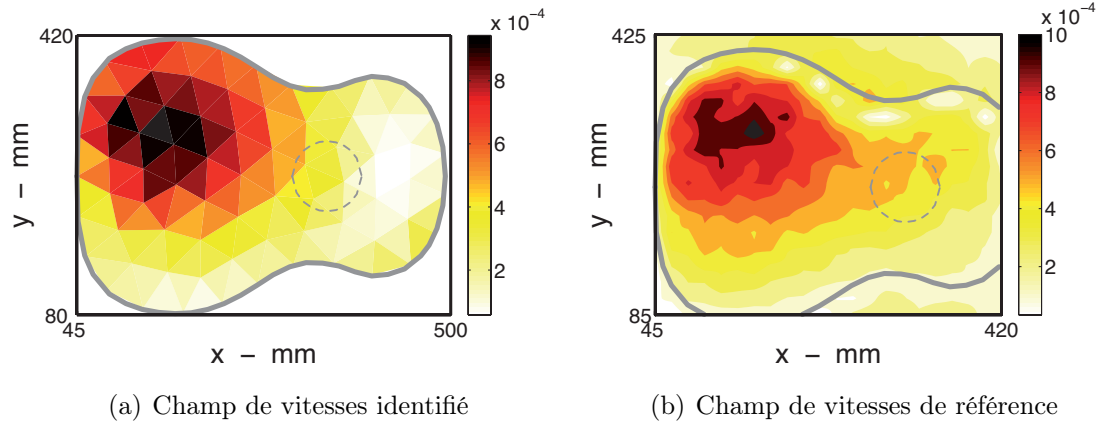 x 10⁻⁴
420
8
6
4
2
80
45
500
x – mm
y – mm
(a) Champ de vitesses identifié
x 10⁻⁴
425
10
8
6
4
2
85
45
420
x – mm
y – mm
(b) Champ de vitesses de référence